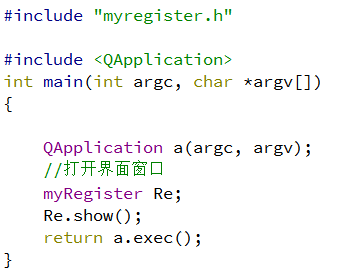 #include "myregister.h"
#include <QApplication>
int main(int argc, char *argv[])
{
QApplication a(argc, argv);
//打开界面窗口
myRegister Re;
Re.show();
return a.exec();
}